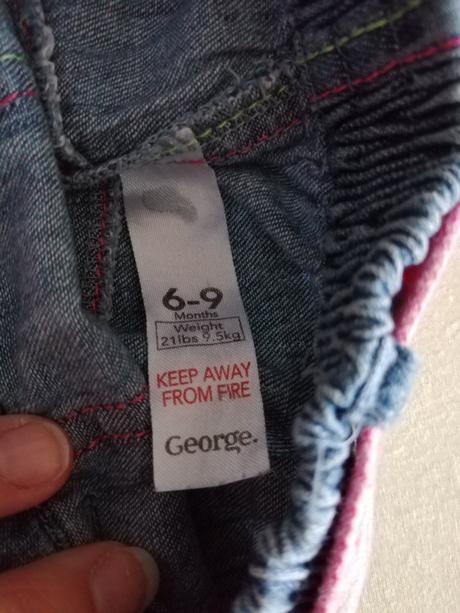 6-9
Months
Weight
21lbs 9.5kg
KEEP AWAY
FROM FIRE
George.